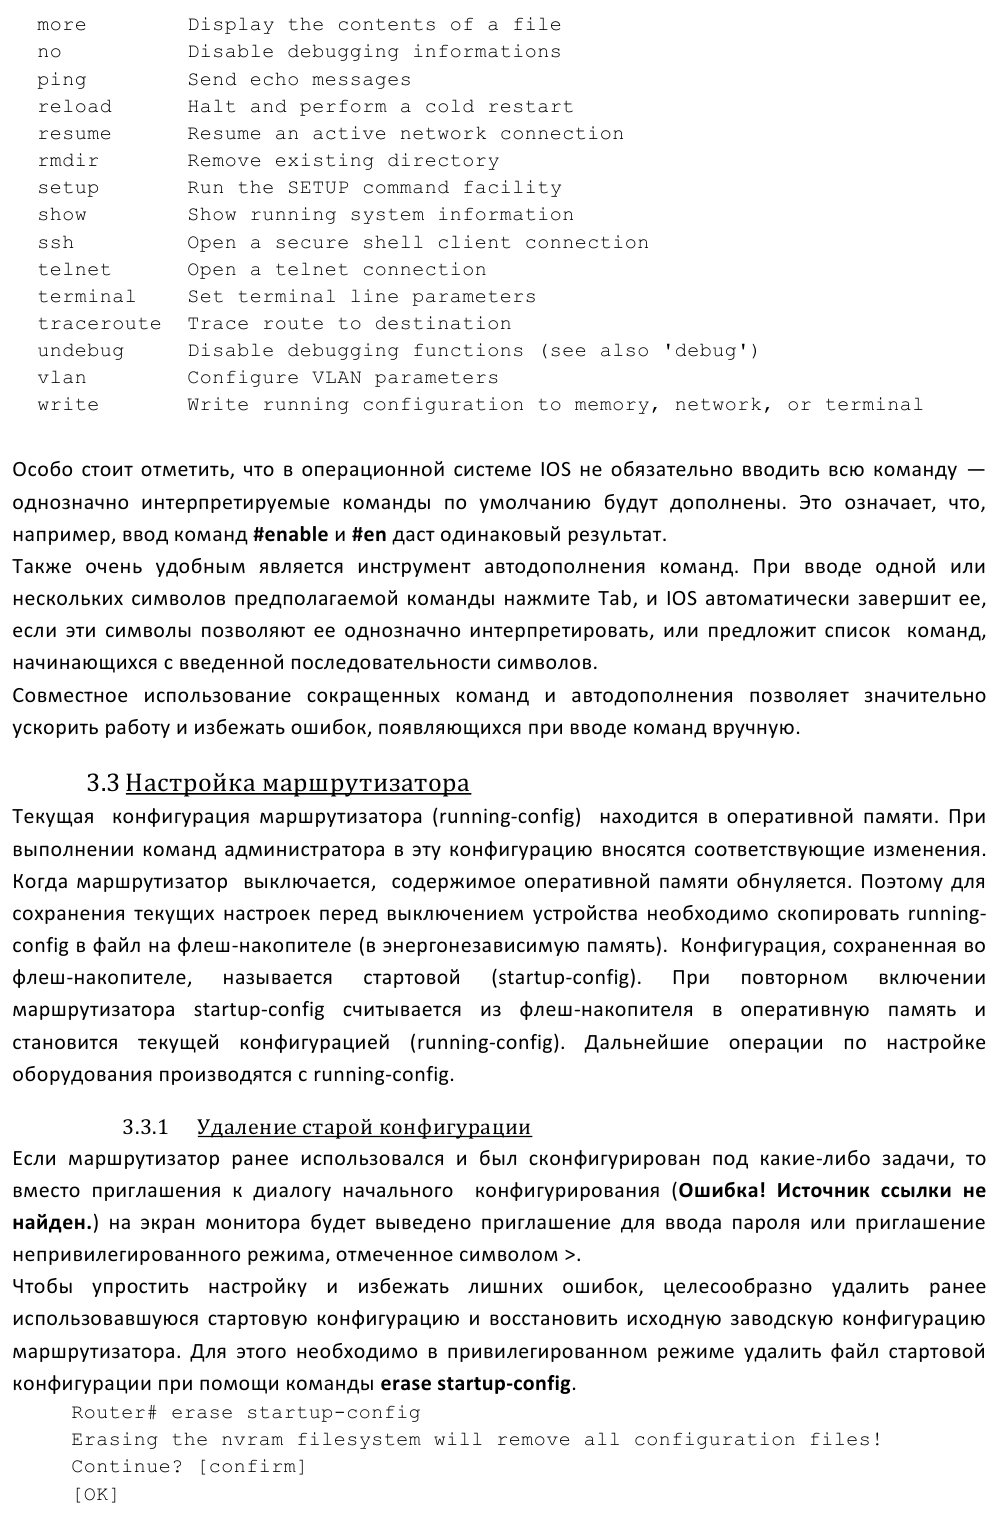 more Display the contents of a file
no Disable debugging informations
ping Send echo messages
reload Halt and perform a cold restart
resume Resume an active network connection
rmdir Remove existing directory
setup Run the SETUP command facility
show Show running system information
ssh Open a secure shell client connection
telnet Open a telnet connection
terminal Set terminal line parameters
traceroute Trace route to destination
undebug Disable debugging functions (see also 'debug')
vlan Configure VLAN parameters
write Write running configuration to memory, network, or terminal
Особо стоит отметить, что в операционной системе IOS не обязательно вводить всю команду —
однозначно интерпретируемые команды по умолчанию будут дополнены. Это означает, что,
например, ввод команд #enable и #en даст одинаковый результат.
Также очень удобным является инструмент автодополнения команд. При вводе одной или
нескольких символов предполагаемой команды нажмите Tab, и IOS автоматически завершит ее,
если эти символы позволяют ее однозначно интерпретировать, или предложит список команд,
начинающихся с введенной последовательности символов.
Совместное использование сокращенных команд и автодополнения позволяет значительно
ускорить работу и избежать ошибок, появляющихся при вводе команд вручную.
3.3 Настройка маршрутизатора
Текущая конфигурация маршрутизатора (running-config) находится в оперативной памяти. При
выполнении команд администратора в эту конфигурацию вносятся соответствующие изменения.
Когда маршрутизатор выключается, содержимое оперативной памяти обнуляется. Поэтому для
сохранения текущих настроек перед выключением устройства необходимо скопировать running-
config в файл на флеш-накопителе (в энергонезависимую память). Конфигурация, сохраненная во
флеш-накопителе, называется стартовой (startup-config). При повторном включении
маршрутизатора startup-config считывается из флеш-накопителя в оперативную память и
становится текущей конфигурацией (running-config). Дальнейшие операции по настройке
оборудования производятся с running-config.
3.3.1 Удаление старой конфигурации
Если маршрутизатор ранее использовался и был сконфигурирован под какие-либо задачи, то
вместо приглашения к диалогу начального конфигурирования (Ошибка! Источник ссылки не
найден.) на экран монитора будет выведено приглашение для ввода пароля или приглашение
непривилегированного режима, отмеченное символом >.
Чтобы упростить настройку и избежать лишних ошибок, целесообразно удалить ранее
использовавшуюся стартовую конфигурацию и восстановить исходную заводскую конфигурацию
маршрутизатора. Для этого необходимо в привилегированном режиме удалить файл стартовой
конфигурации при помощи команды erase startup-config.
Router# erase startup-config
Erasing the nvram filesystem will remove all configuration files!
Continue? [confirm]
[OK]